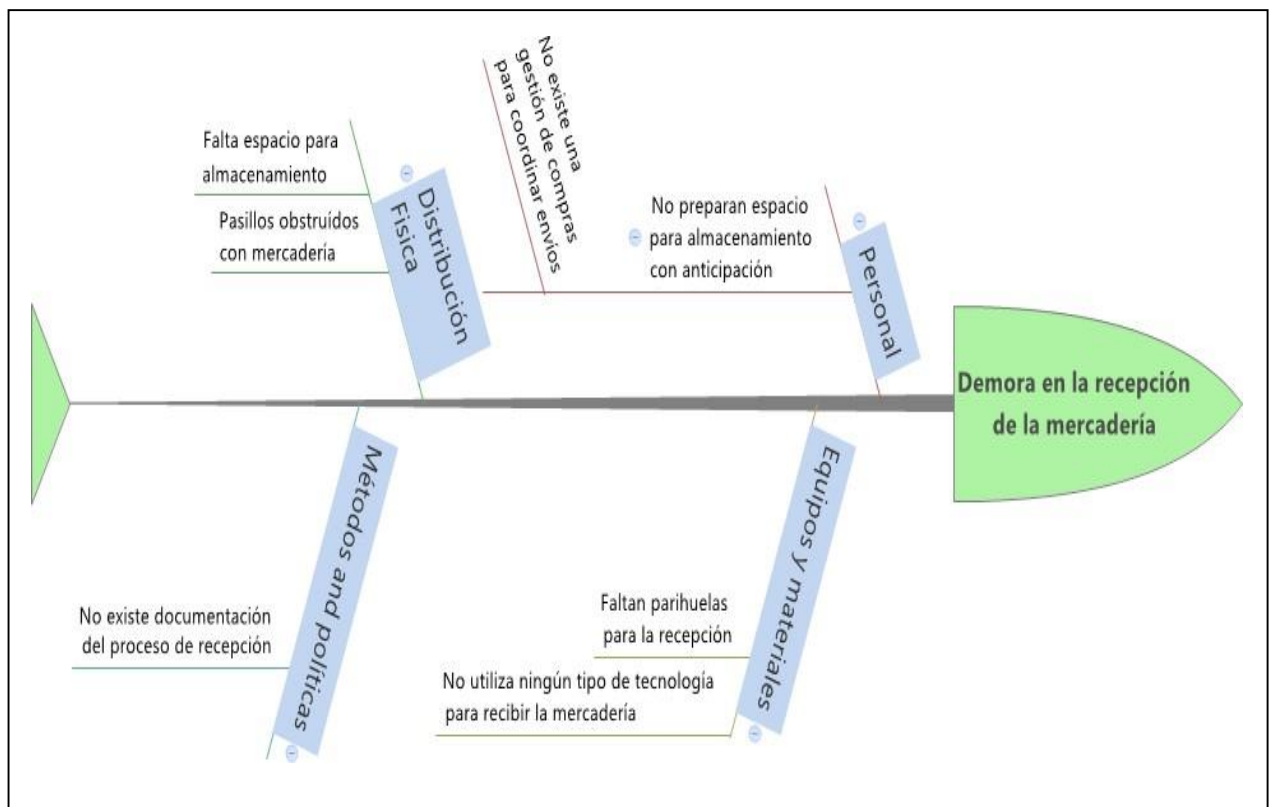 No existe una
gestión de compras
para coordinar envíos
Falta espacio para
almacenamiento
Pasillos obstruídos
con mercadería
Distribución
Fisica
No preparan espacio
para almacenamiento
con anticipación
Personal
Demora en la recepción
de la mercadería
Métodos and políticas
No existe documentación
del proceso de recepción
Equipos y materiales
Faltan parihuelas
para la recepción
No utiliza ningún tipo de tecnología
para recibir la mercadería